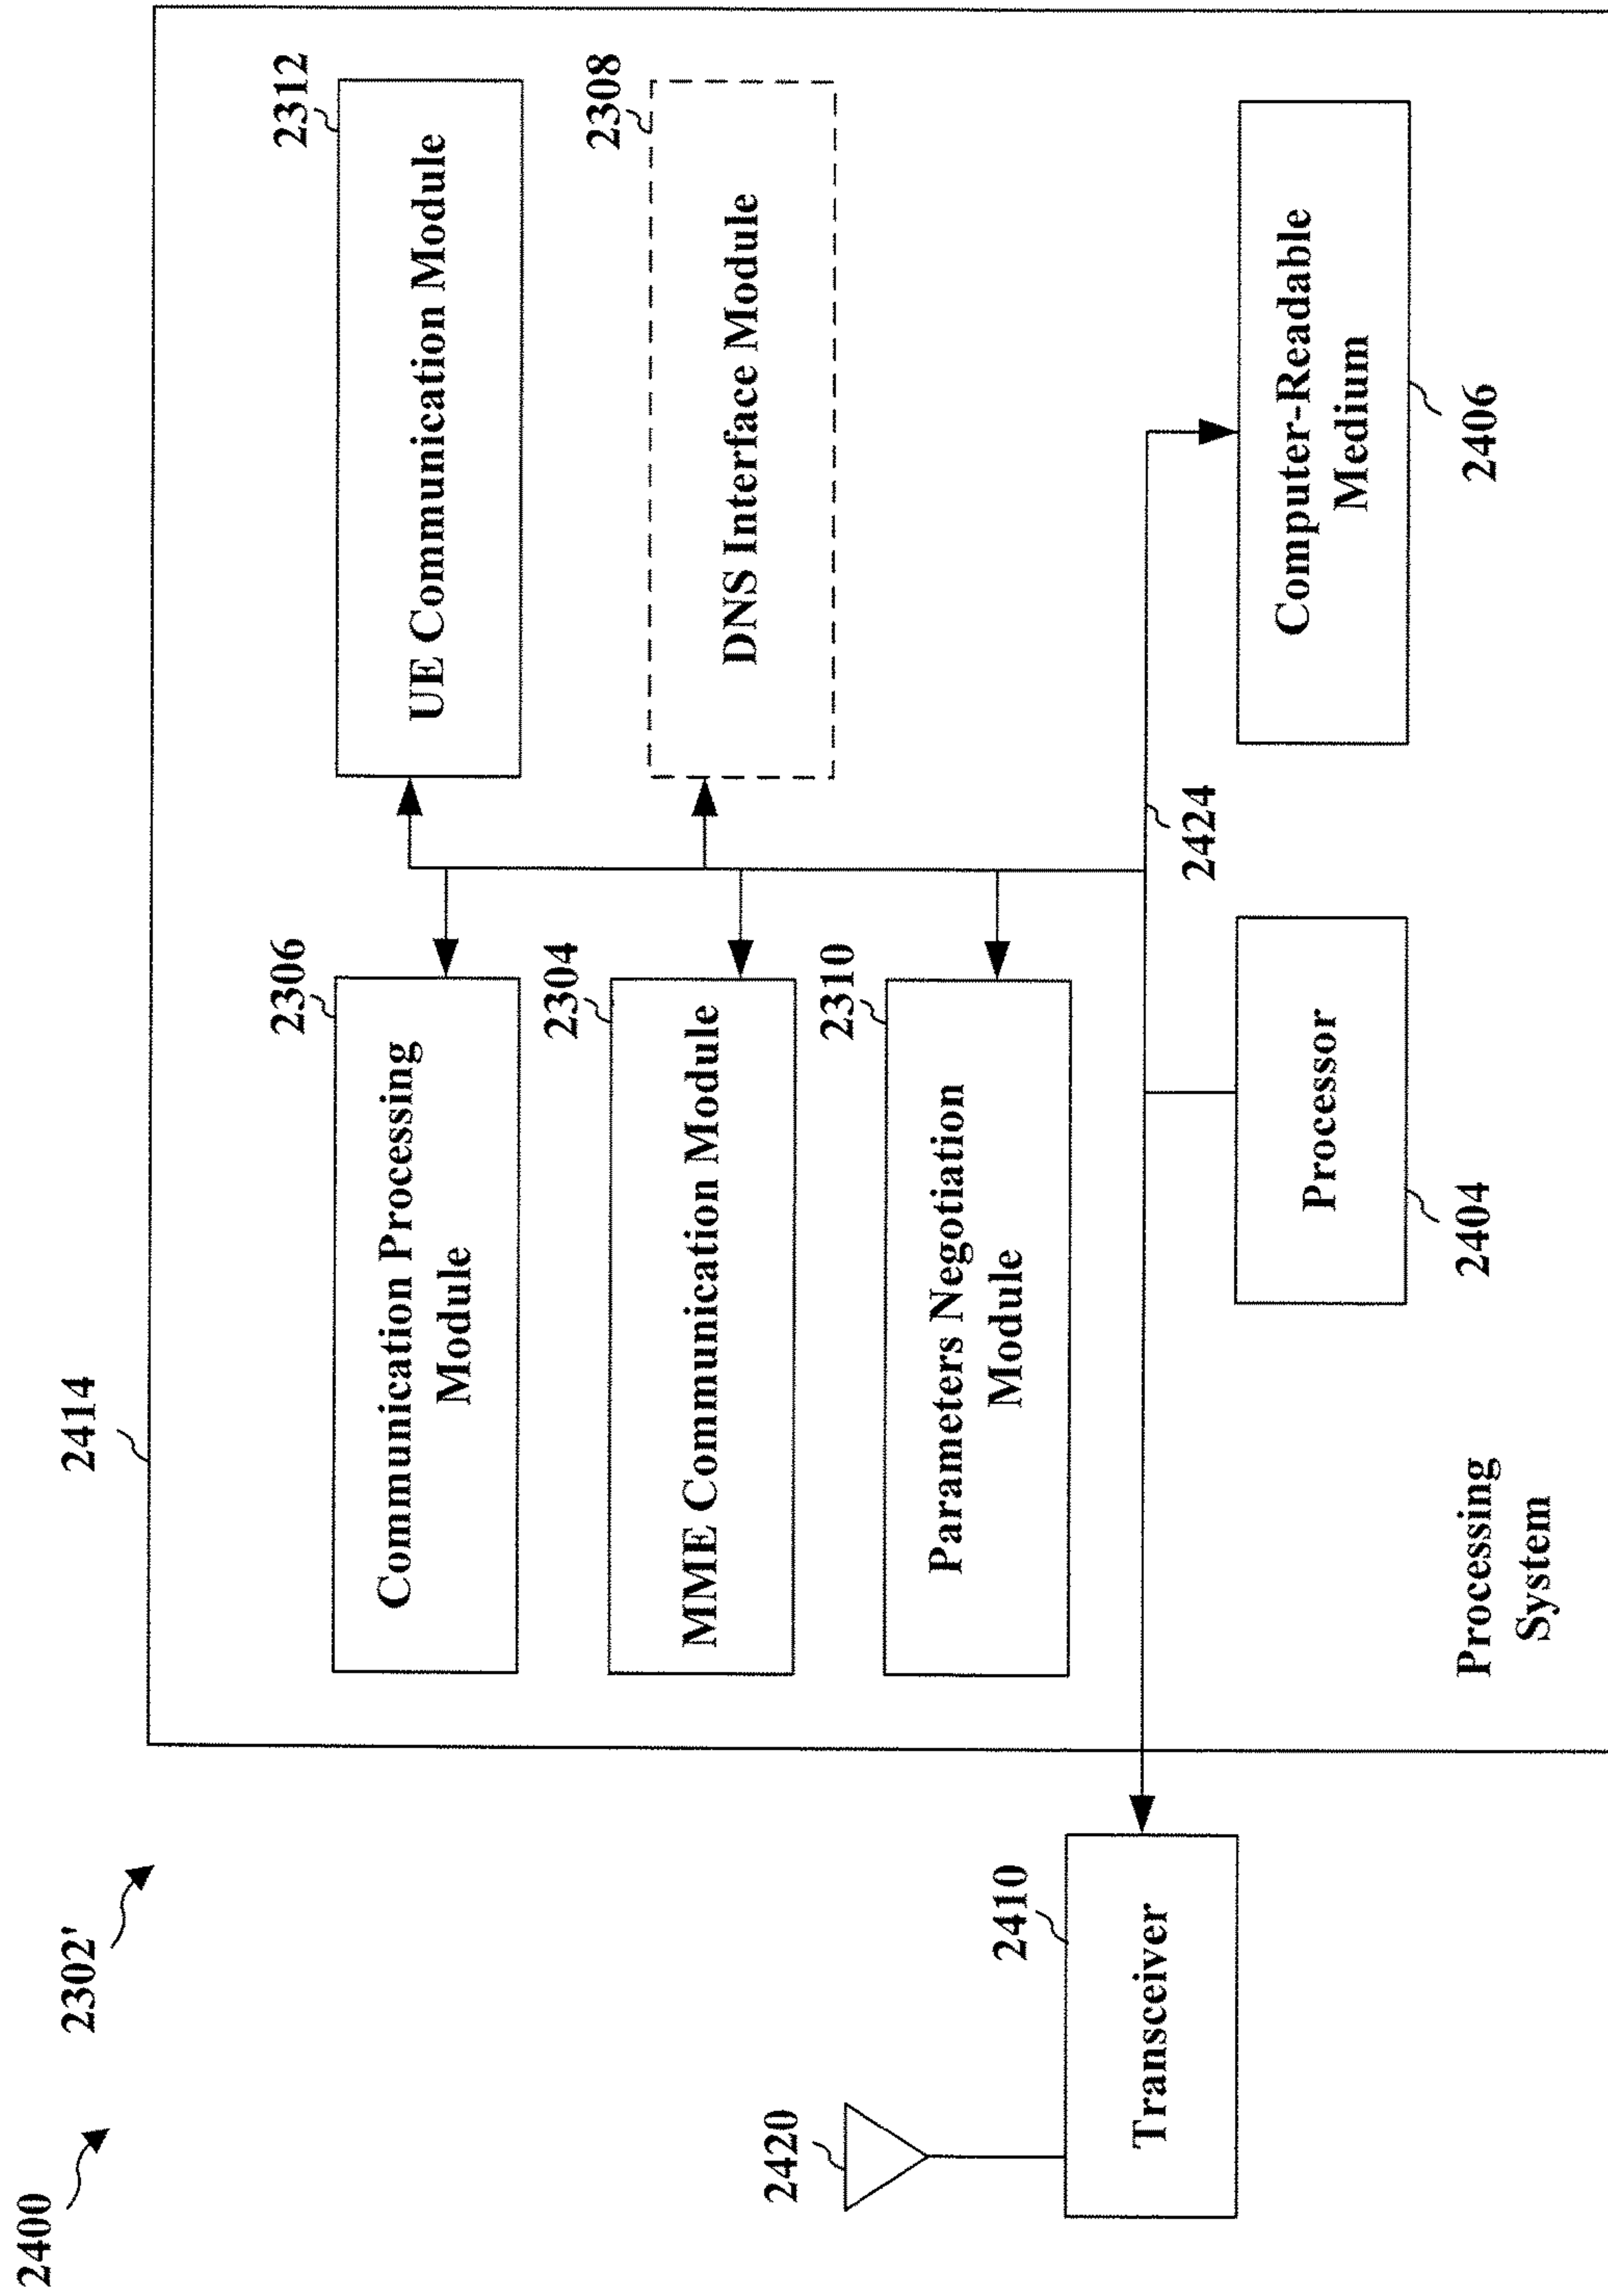 2400
2302'
2414
2306
Communication Processing
Module
2312
UE Communication Module
2304
MME Communication Module
2308
DNS Interface Module
2310
Parameters Negotiation
Module
2420
2410
Transceiver
2424
Processor
2404
Computer-Readable
Medium
2406
Processing
System